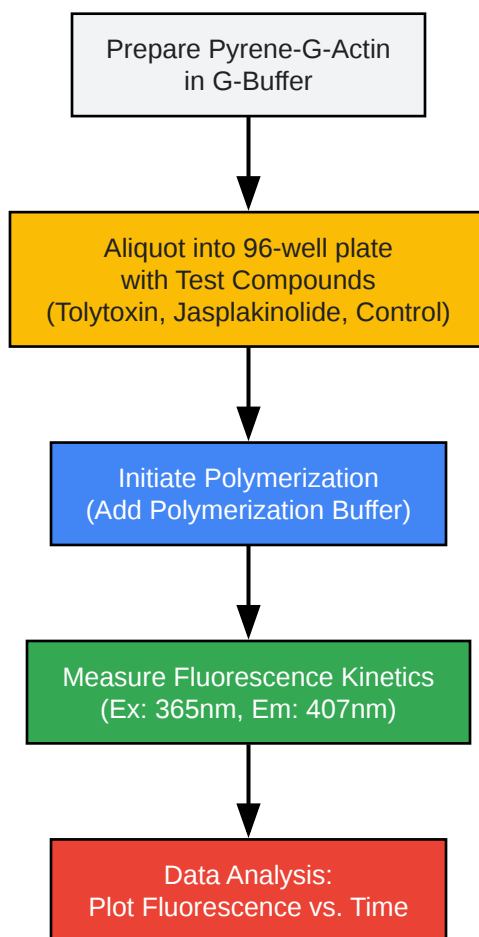 Prepare Pyrene-G-Actin
in G-Buffer
Aliquot into 96-well plate
with Test Compounds
(Tolytoxin, Jasplakinolide, Control)
Initiate Polymerization
(Add Polymerization Buffer)
Measure Fluorescence Kinetics
(Ex: 365nm, Em: 407nm)
Data Analysis:
Plot Fluorescence vs. Time